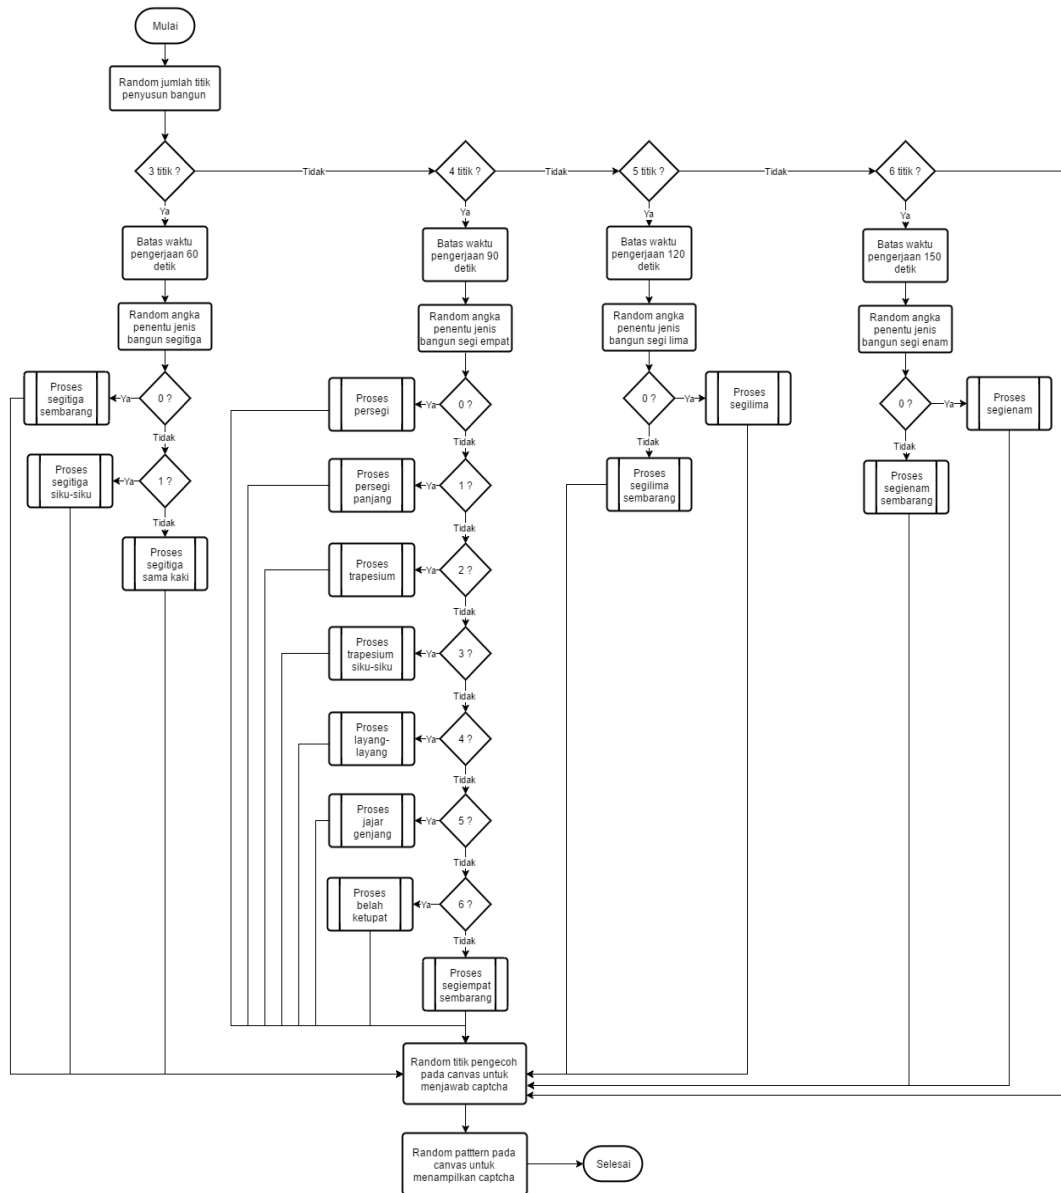 Mulai
Random jumlah titik
penyusun bangun
3 titik ?
Tidak
4 titik ?
Tidak
5 titik ?
Tidak
6 titik ?
Ya
Ya
Ya
Ya
Batas waktu
pengerjaan 60
detik
Batas waktu
pengerjaan 90
detik
Batas waktu
pengerjaan 120
detik
Batas waktu
pengerjaan 150
detik
Random angka
penentu jenis
bangun segitiga
Random angka
penentu jenis
bangun segi empat
Random angka
penentu jenis
bangun segi lima
Random angka
penentu jenis
bangun segi enam
Proses
segitiga
sembarang
Ya
0 ?
Tidak
Proses
segitiga
siku-siku
Ya
1 ?
Tidak
Proses
segitiga
sama kaki
Proses
persegi
Ya
0 ?
Tidak
Proses
persegi
panjang
Ya
1 ?
Tidak
Proses
trapesium
Ya
2 ?
Tidak
Proses
trapesium
siku-siku
Ya
3 ?
Tidak
Proses
layang-
layang
Ya
4 ?
Tidak
Proses
jajar
genjang
Ya
5 ?
Tidak
Proses
belah
ketupat
Ya
6 ?
Tidak
Proses
segiempat
sembarang
0 ?
Ya
Proses
segilima
Tidak
Proses
segilima
sembarang
0 ?
Ya
Proses
segienam
Tidak
Proses
segienam
sembarang
Random titik pengecoh
pada canvas untuk
menjawab captcha
Random patttern pada
canvas untuk
menampilkan captcha
Selesai